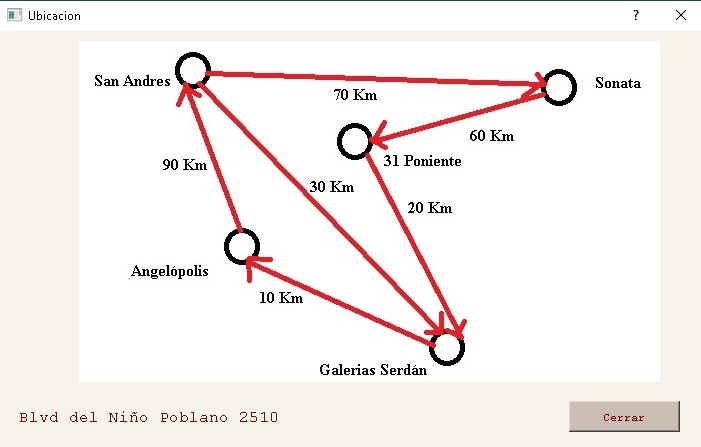 Ubicacion
San Andres
Sonata
70 Km
60 Km
31 Poniente
90 Km
30 Km
20 Km
Angelópolis
10 Km
Galerias Serdán
Blvd del Niño Poblano 2510
Cerrar